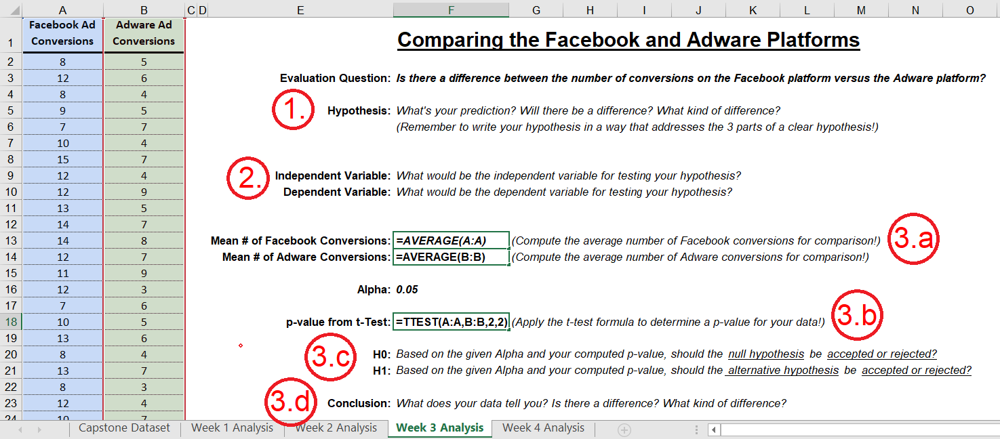 A B C D E F G H I J K L M N O
Facebook Ad Adware Ad
1 Conversions Conversions Comparing the Facebook and Adware Platforms
2 8 5
3 12 6 Evaluation Question: Is there a difference between the number of conversions on the Facebook platform versus the Adware platform?
4 8 4
5 9 5 1. Hypothesis: What's your prediction? Will there be a difference? What kind of difference?
6 7 7 (Remember to write your hypothesis in a way that addresses the 3 parts of a clear hypothesis!)
7 10 4
8 15 7
9 12 4 2. Independent Variable: What would be the independent variable for testing your hypothesis?
10 12 9 Dependent Variable: What would be the dependent variable for testing your hypothesis?
11 13 5
12 14 7
13 14 8 Mean # of Facebook Conversions: =AVERAGE(A:A) (Compute the average number of Facebook conversions for comparison!) 3.a
14 12 7 Mean # of Adware Conversions: =AVERAGE(B:B) (Compute the average number of Adware conversions for comparison!)
15 11 9
16 12 3 Alpha: 0.05
17 7 6
18 10 5 p-value from t-Test: =TTEST(A:A,B:B,2,2) (Apply the t-test formula to determine a p-value for your data!) 3.b
19 13 6
20 8 4 3.c H0: Based on the given Alpha and your computed p-value, should the null hypothesis be accepted or rejected?
21 13 7 H1: Based on the given Alpha and your computed p-value, should the alternative hypothesis be accepted or rejected?
22 8 3
23 12 4 3.d Conclusion: What does your data tell you? Is there a difference? What kind of difference?
24 10 7
Capstone Dataset Week 1 Analysis Week 2 Analysis Week 3 Analysis Week 4 Analysis